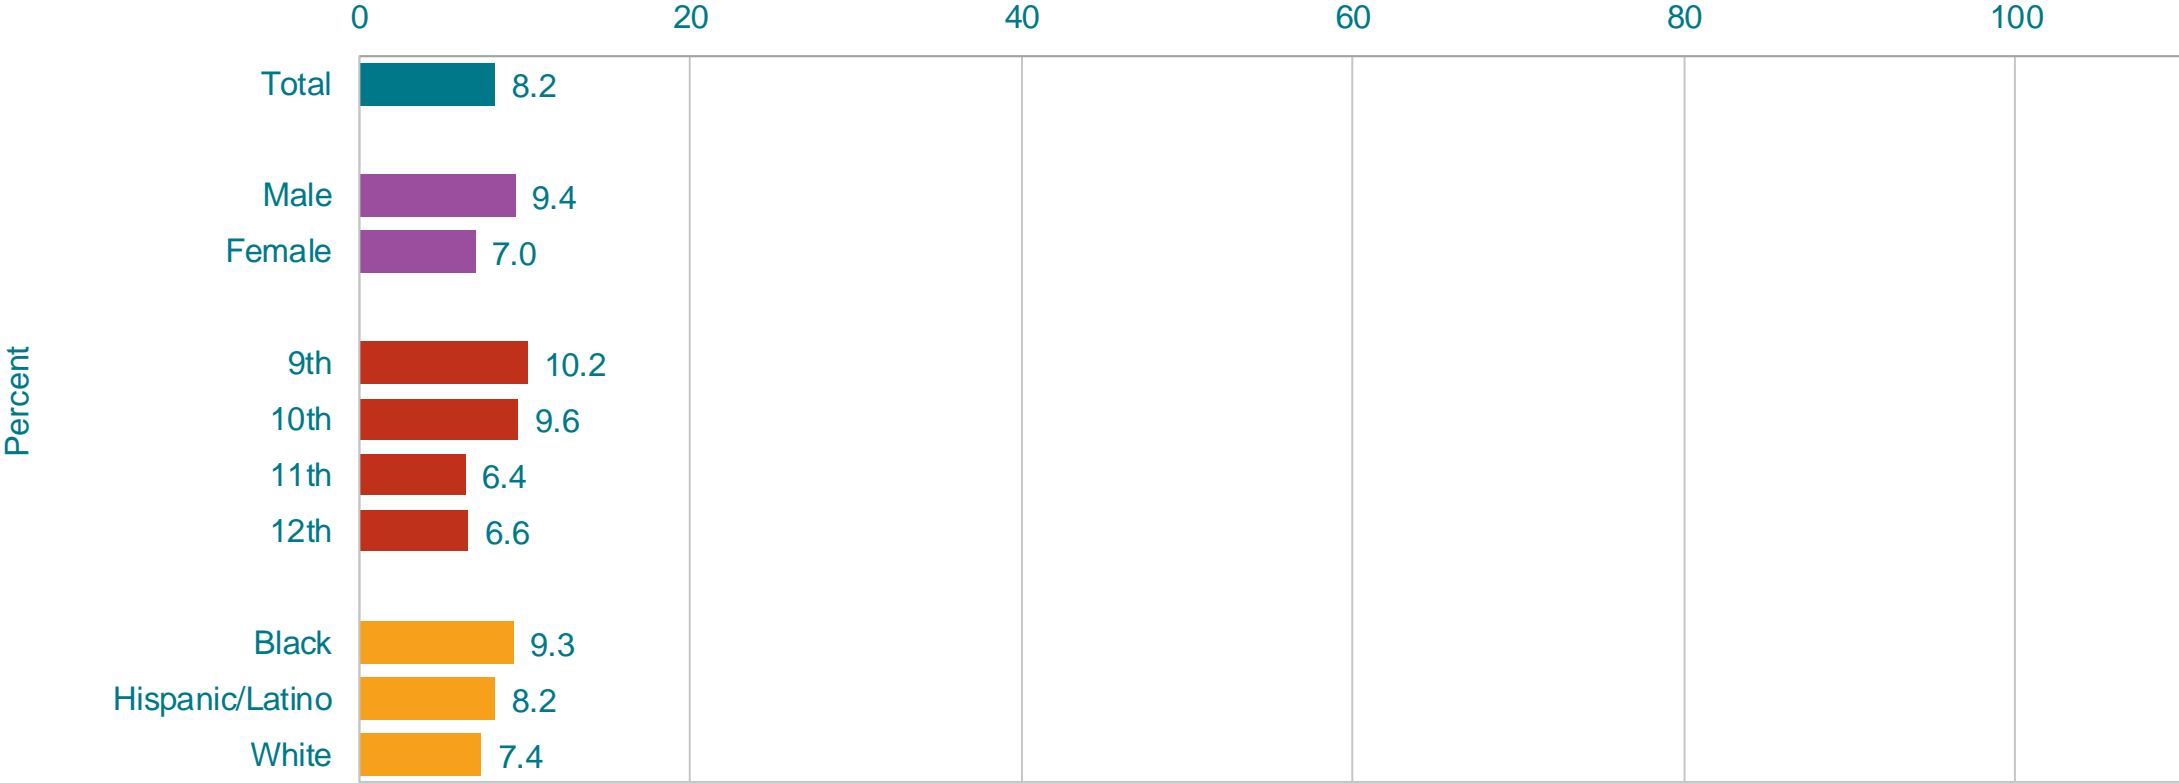 0 20 40 60 80 100
Total 8.2
Male 9.4
Female 7.0
Percent
9th 10.2
10th 9.6
11th 6.4
12th 6.6
Black 9.3
Hispanic/Latino 8.2
White 7.4